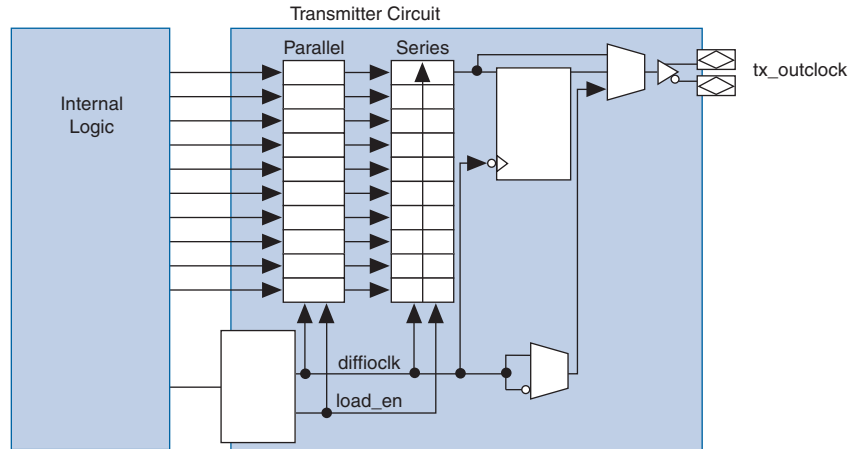 Transmitter Circuit
Parallel
Series
Internal
Logic
tx_outclock
diffioclk
load_en